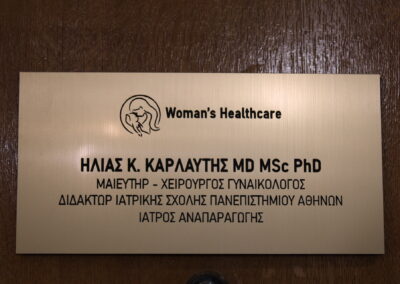 Woman's Healthcare
ΗΛΙΑΣ Κ. ΚΑΡΛΑΥΤΗΣ MD MSc PhD
ΜΑΙΕΥΤΗΡ - ΧΕΙΡΟΥΡΓΟΣ ΓΥΝΑΙΚΟΛΟΓΟΣ
ΔΙΔΑΚΤΩΡ ΙΑΤΡΙΚΗΣ ΣΧΟΛΗΣ ΠΑΝΕΠΙΣΤΗΜΙΟΥ ΑΘΗΝΩΝ
ΙΑΤΡΟΣ ΑΝΑΠΑΡΑΓΩΓΗΣ